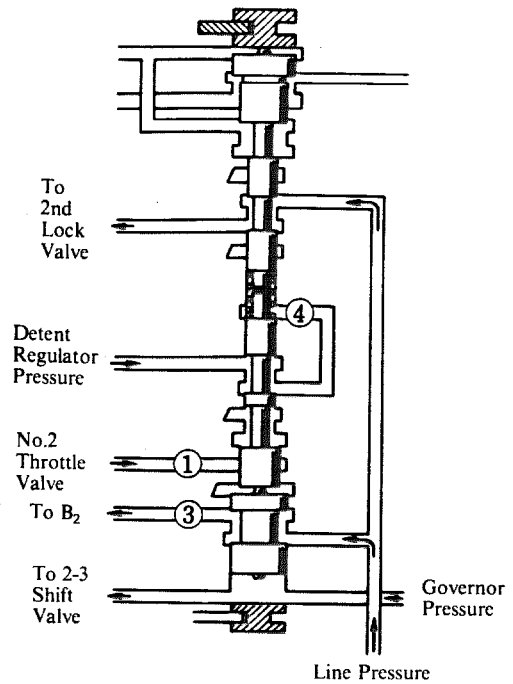 To
2nd
Lock
Valve
④
Detent
Regulator
Pressure
No.2
Throttle
Valve
①
To B₂
③
To 2-3
Shift
Valve
Governor
Pressure
Line Pressure